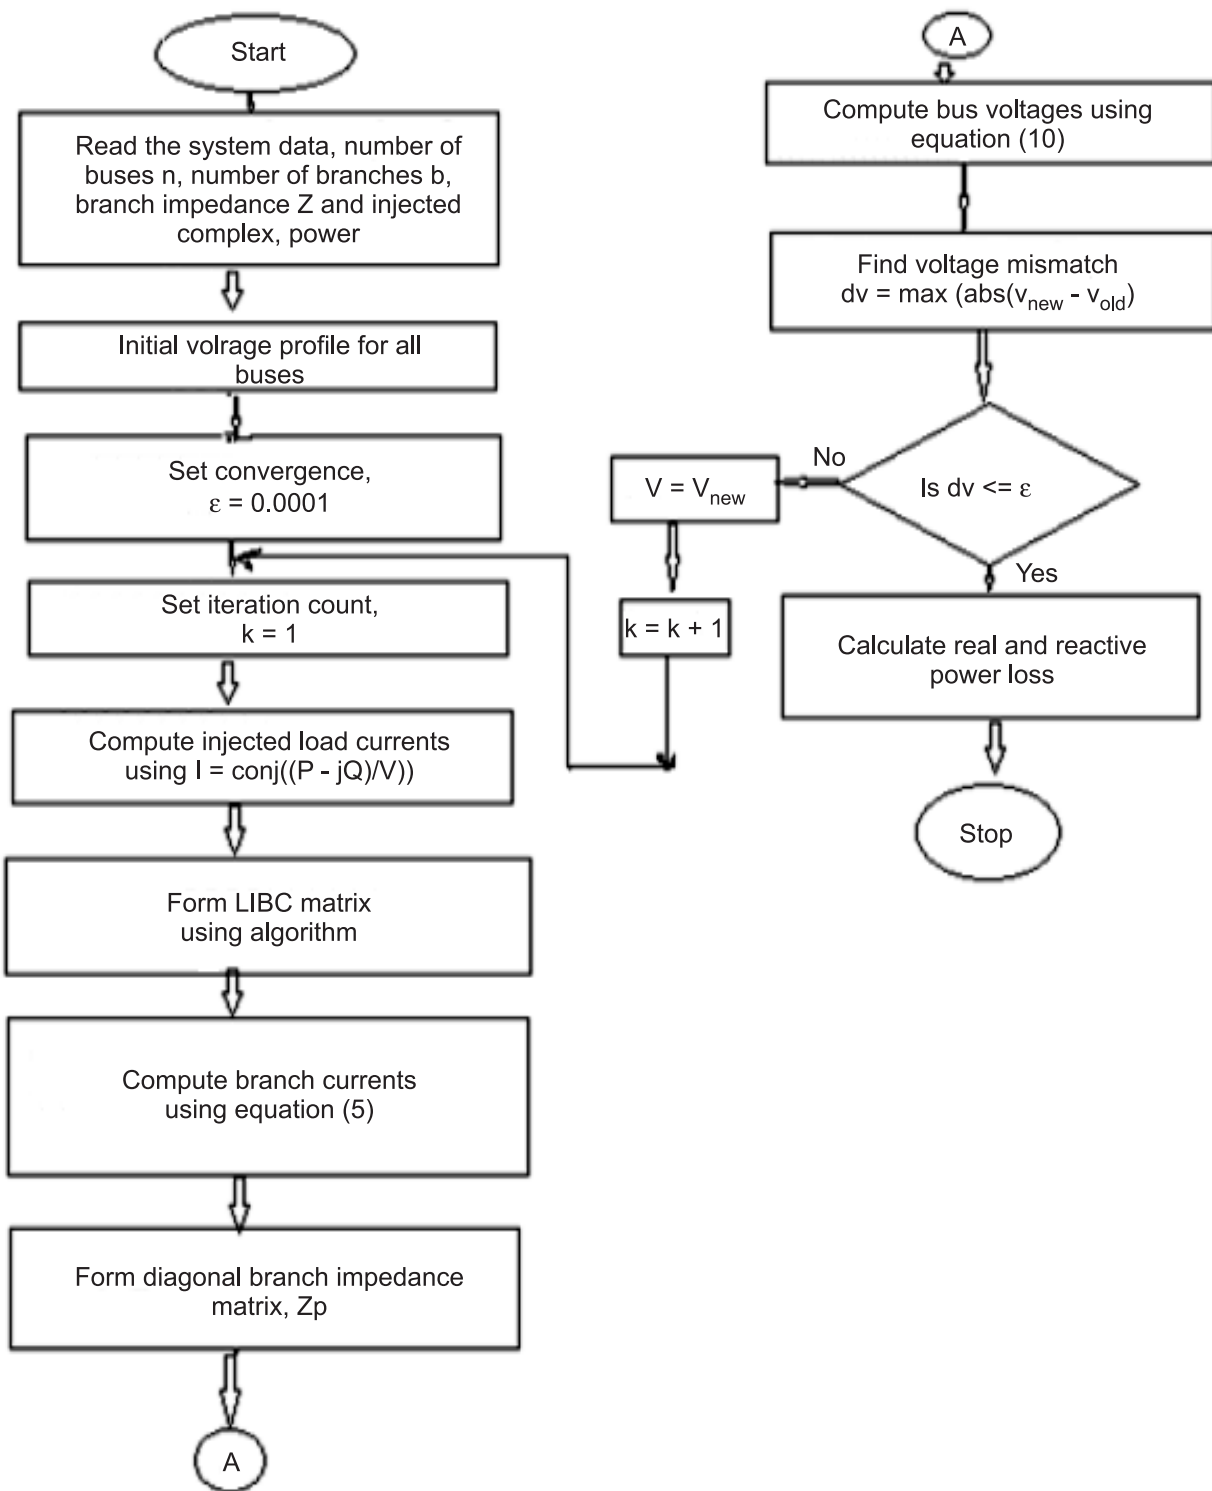 Start
Read the system data, number of
buses n, number of branches b,
branch impedance Z and injected
complex, power
Initial volrage profile for all
buses
Set convergence,
ε = 0.0001
Set iteration count,
k = 1
Compute injected load currents
using I = conj((P - jQ)/V))
Form LIBC matrix
using algorithm
Compute branch currents
using equation (5)
Form diagonal branch impedance
matrix, Zp
A
A
Compute bus voltages using
equation (10)
Find voltage mismatch
dv = max (abs(v_new - v_old)
Is dv <= ε
No
V = V_new
k = k + 1
Yes
Calculate real and reactive
power loss
Stop